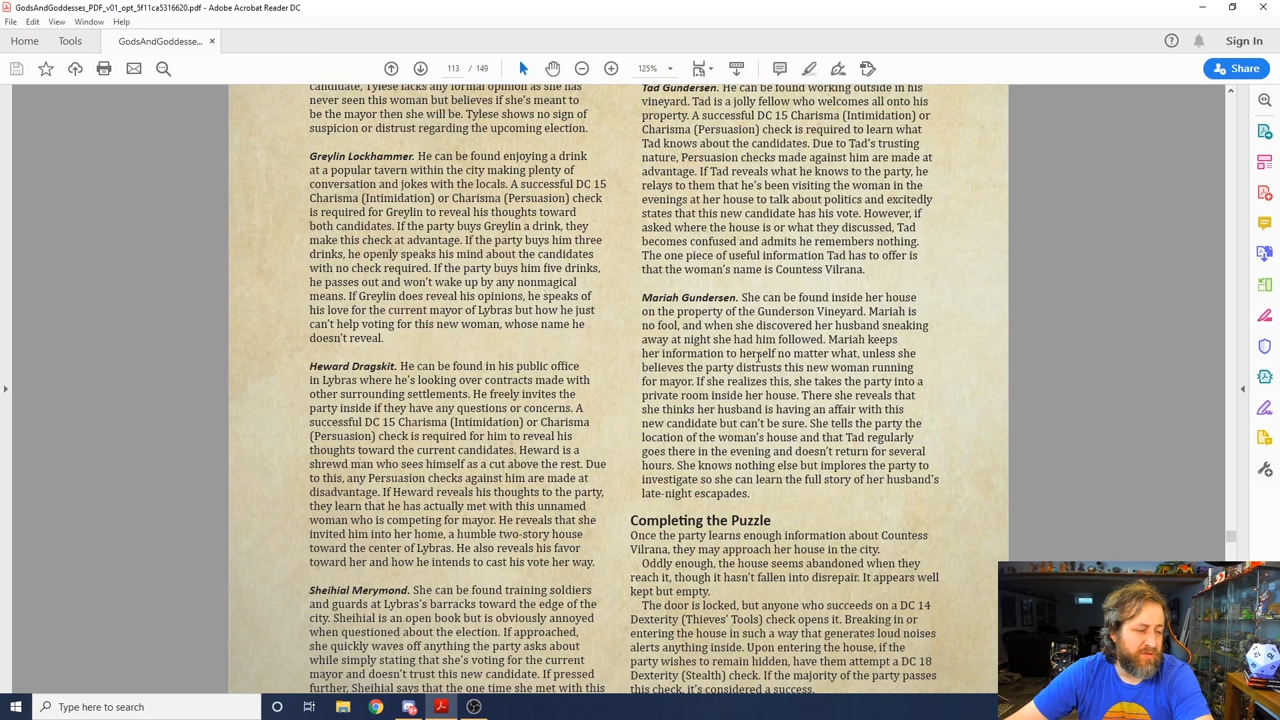 GodsAndGoddesses_PDF_v01_opt_5f11ca5316620.pdf - Adobe Acrobat Reader DC
File Edit View Window Help
Home Tools GodsAndGoddesse... × Sign In
113 / 149 125% Share
candidate, Tylese lacks any formal opinion as she has
never seen this woman but believes if she's meant to
be the mayor then she will be. Tylese shows no sign of
suspicion or distrust regarding the upcoming election.
Greylin Lockhammer. He can be found enjoying a drink
at a popular tavern within the city making plenty of
conversation and jokes with the locals. A successful DC 15
Charisma (Intimidation) or Charisma (Persuasion) check
is required for Greylin to reveal his thoughts toward
both candidates. If the party buys Greylin a drink, they
make this check at advantage. If the party buys him three
drinks, he openly speaks his mind about the candidates
with no check required. If the party buys him five drinks,
he passes out and won't wake up by any nonmagical
means. If Greylin does reveal his opinions, he speaks of
his love for the current mayor of Lybras but how he just
can't help voting for this new woman, whose name he
doesn't reveal.
Heward Dragskit. He can be found in his public office
in Lybras where he's looking over contracts made with
other surrounding settlements. He freely invites the
party inside if they have any questions or concerns. A
successful DC 15 Charisma (Intimidation) or Charisma
(Persuasion) check is required for him to reveal his
thoughts toward the current candidates. Heward is a
shrewd man who sees himself as a cut above the rest. Due
to this, any Persuasion checks against him are made at
disadvantage. If Heward reveals his thoughts to the party,
they learn that he has actually met with this unnamed
woman who is competing for mayor. He reveals that she
invited him into her home, a humble two-story house
toward the center of Lybras. He also reveals his favor
toward her and how he intends to cast his vote her way.
Sheihial Merymond. She can be found training soldiers
and guards at Lybras's barracks toward the edge of the
city. Sheihial is an open book but is obviously annoyed
when questioned about the election. If approached,
she quickly waves off anything the party asks about
while simply stating that she's voting for the current
mayor and doesn't trust this new candidate. If pressed
further, Sheihial says that the one time she met with this
Tad Gundersen. He can be found working outside in his
vineyard. Tad is a jolly fellow who welcomes all onto his
property. A successful DC 15 Charisma (Intimidation) or
Charisma (Persuasion) check is required to learn what
Tad knows about the candidates. Due to Tad's trusting
nature, Persuasion checks made against him are made at
advantage. If Tad reveals what he knows to the party, he
relays to them that he's been visiting the woman in the
evenings at her house to talk about politics and excitedly
states that this new candidate has his vote. However, if
asked where the house is or what they discussed, Tad
becomes confused and admits he remembers nothing.
The one piece of useful information Tad has to offer is
that the woman's name is Countess Vilrana.
Mariah Gundersen. She can be found inside her house
on the property of the Gunderson Vineyard. Mariah is
no fool, and when she discovered her husband sneaking
away at night she had him followed. Mariah keeps
her information to herself no matter what, unless she
believes the party distrusts this new woman running
for mayor. If she realizes this, she takes the party into a
private room inside her house. There she reveals that
she thinks her husband is having an affair with this
new candidate but can't be sure. She tells the party the
location of the woman's house and that Tad regularly
goes there in the evening and doesn't return for several
hours. She knows nothing else but implores the party to
investigate so she can learn the full story of her husband's
late-night escapades.
Completing the Puzzle
Once the party learns enough information about Countess
Vilrana, they may approach her house in the city.
Oddly enough, the house seems abandoned when they
reach it, though it hasn't fallen into disrepair. It appears well
kept but empty.
The door is locked, but anyone who succeeds on a DC 14
Dexterity (Thieves' Tools) check opens it. Breaking in or
entering the house in such a way that generates loud noises
alerts anything inside. Upon entering the house, if the
party wishes to remain hidden, have them attempt a DC 18
Dexterity (Stealth) check. If the majority of the party passes
this check, it's considered a success.
Type here to search